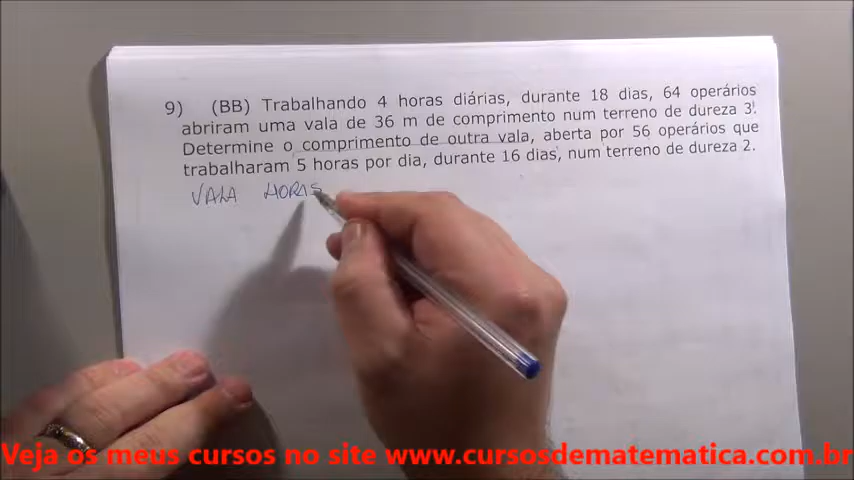 9) (BB) Trabalhando 4 horas diárias, durante 18 dias, 64 operários
abriram uma vala de 36 m de comprimento num terreno de dureza 3.
Determine o comprimento de outra vala, aberta por 56 operários que
trabalharam 5 horas por dia, durante 16 dias, num terreno de dureza 2.
VALA HORAS
Veja os meus cursos no site www.cursosdematematica.com.br